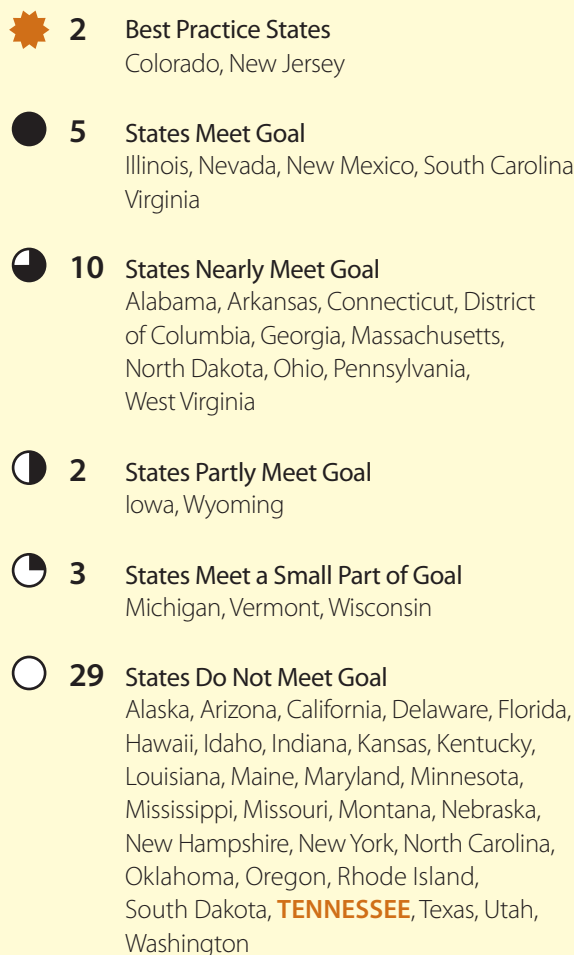 2 Best Practice States
Colorado, New Jersey
5 States Meet Goal
Illinois, Nevada, New Mexico, South Carolina
Virginia
10 States Nearly Meet Goal
Alabama, Arkansas, Connecticut, District
of Columbia, Georgia, Massachusetts,
North Dakota, Ohio, Pennsylvania,
West Virginia
2 States Partly Meet Goal
Iowa, Wyoming
3 States Meet a Small Part of Goal
Michigan, Vermont, Wisconsin
29 States Do Not Meet Goal
Alaska, Arizona, California, Delaware, Florida,
Hawaii, Idaho, Indiana, Kansas, Kentucky,
Louisiana, Maine, Maryland, Minnesota,
Mississippi, Missouri, Montana, Nebraska,
New Hampshire, New York, North Carolina,
Oklahoma, Oregon, Rhode Island,
South Dakota, TENNESSEE, Texas, Utah,
Washington